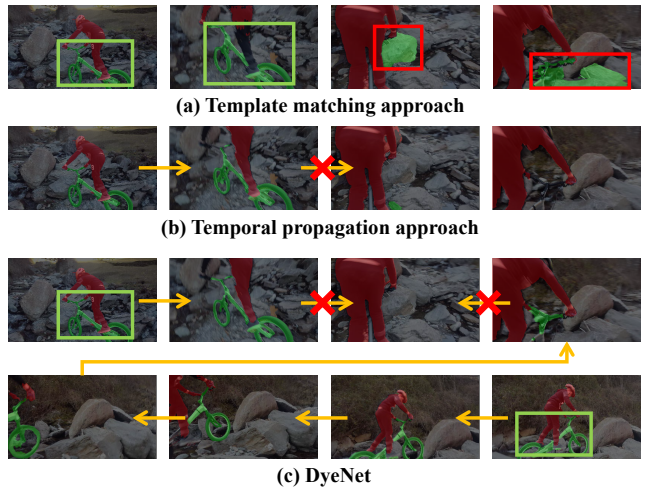 (a) Template matching approach
(b) Temporal propagation approach
(c) DyeNet